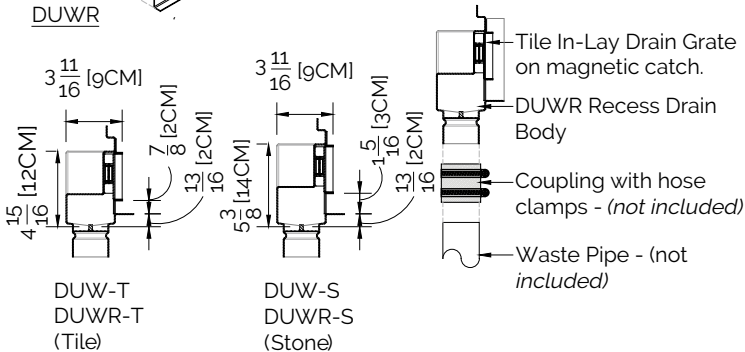 DUWR
3 11/16 [9CM]
4 15/16 [12CM]
7/8 [2CM]
13/16 [2CM]
DUW-T
DUWR-T
(Tile)
3 11/16 [9CM]
5 3/8 [14CM]
1 5/16 [3CM]
13/16 [2CM]
DUW-S
DUWR-S
(Stone)
Tile In-Lay Drain Grate
on magnetic catch.
DUWR Recess Drain
Body
Coupling with hose
clamps - (not included)
Waste Pipe - (not
included)